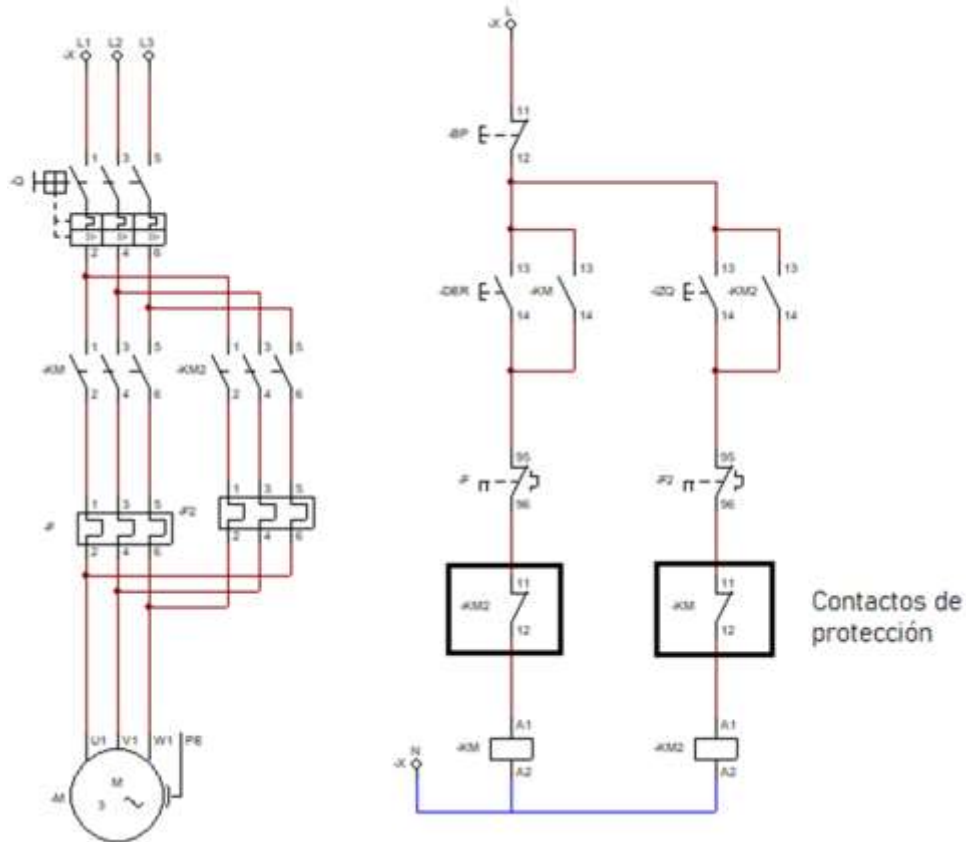 L1 L2 L3
-X
1 3 5
-Q
I> I> I>
2 4 6
1 3 5
-KM
2 4 6
1 3 5
-KM2
2 4 6
1 3 5
-F
2 4 6
1 3 5
-F2
2 4 6
U1 V1 W1 PE
M
3
-M
L
-X
11
-BP
12
13
-DER
14
13
-KM
14
13
-IZQ
14
13
-KM2
14
95
-F
96
95
-F2
96
11
-KM2
12
11
-KM
12
Contactos de
protección
A1
-KM
A2
A1
-KM2
A2
N
-X